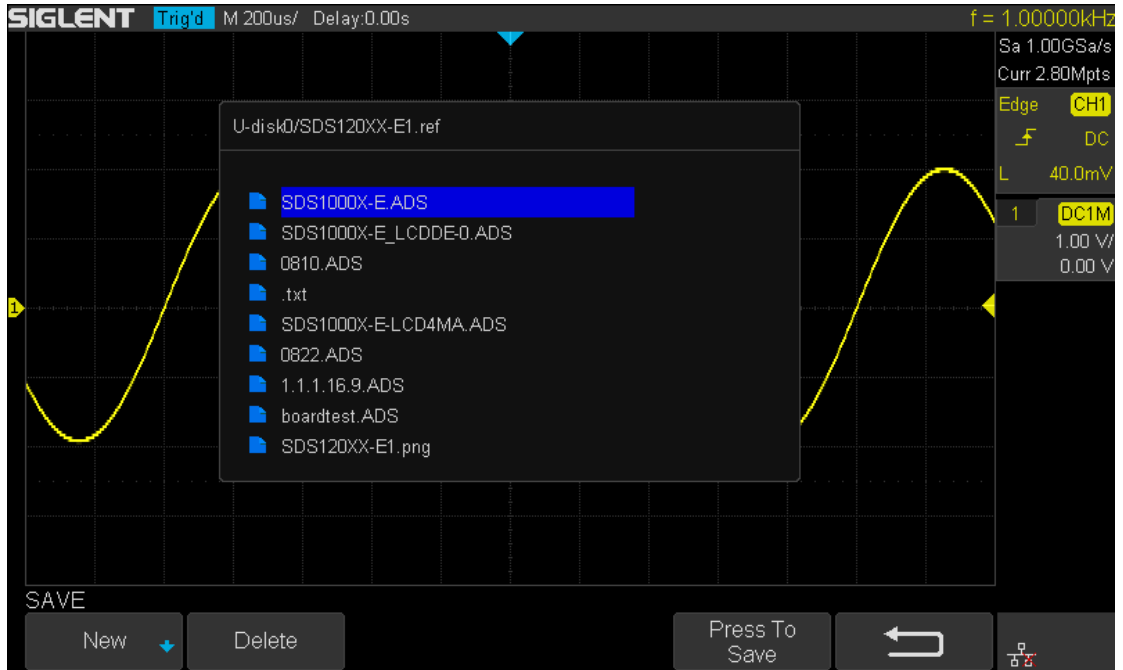 SIGLENT Trig'd M 200us/ Delay:0.00s f = 1.00000kHz
Sa 1.00GSa/s
Curr 2.80Mpts
Edge CH1
DC
L 40.0mV
U-disk0/SDS120XX-E1.ref
SDS1000X-E.ADS
SDS1000X-E_LCDDE-0.ADS
0810.ADS
.txt
SDS1000X-E-LCD4MA.ADS
0822.ADS
1.1.1.16.9.ADS
boardtest.ADS
SDS120XX-E1.png
1 DC1M
1.00 V/
0.00 V
1
SAVE
New
Delete
Press To
Save